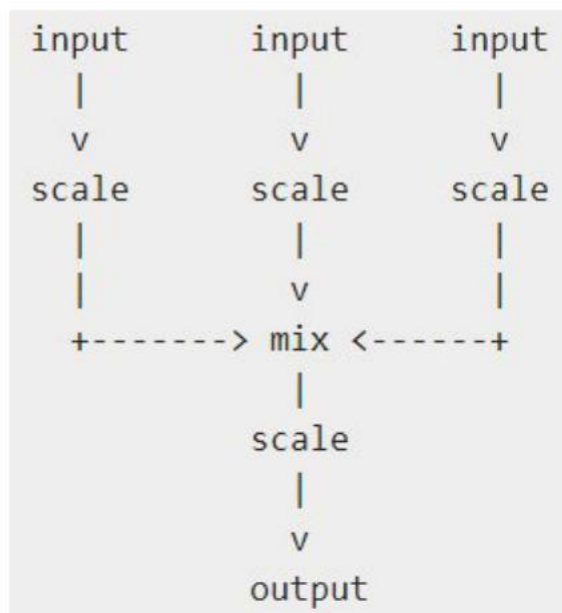 input       input     input
  |           |         |
  v           v         v
scale       scale     scale
  |           |         |
  |           v         |
  +-------> mix <------+
              |
            scale
              |
              v
            output